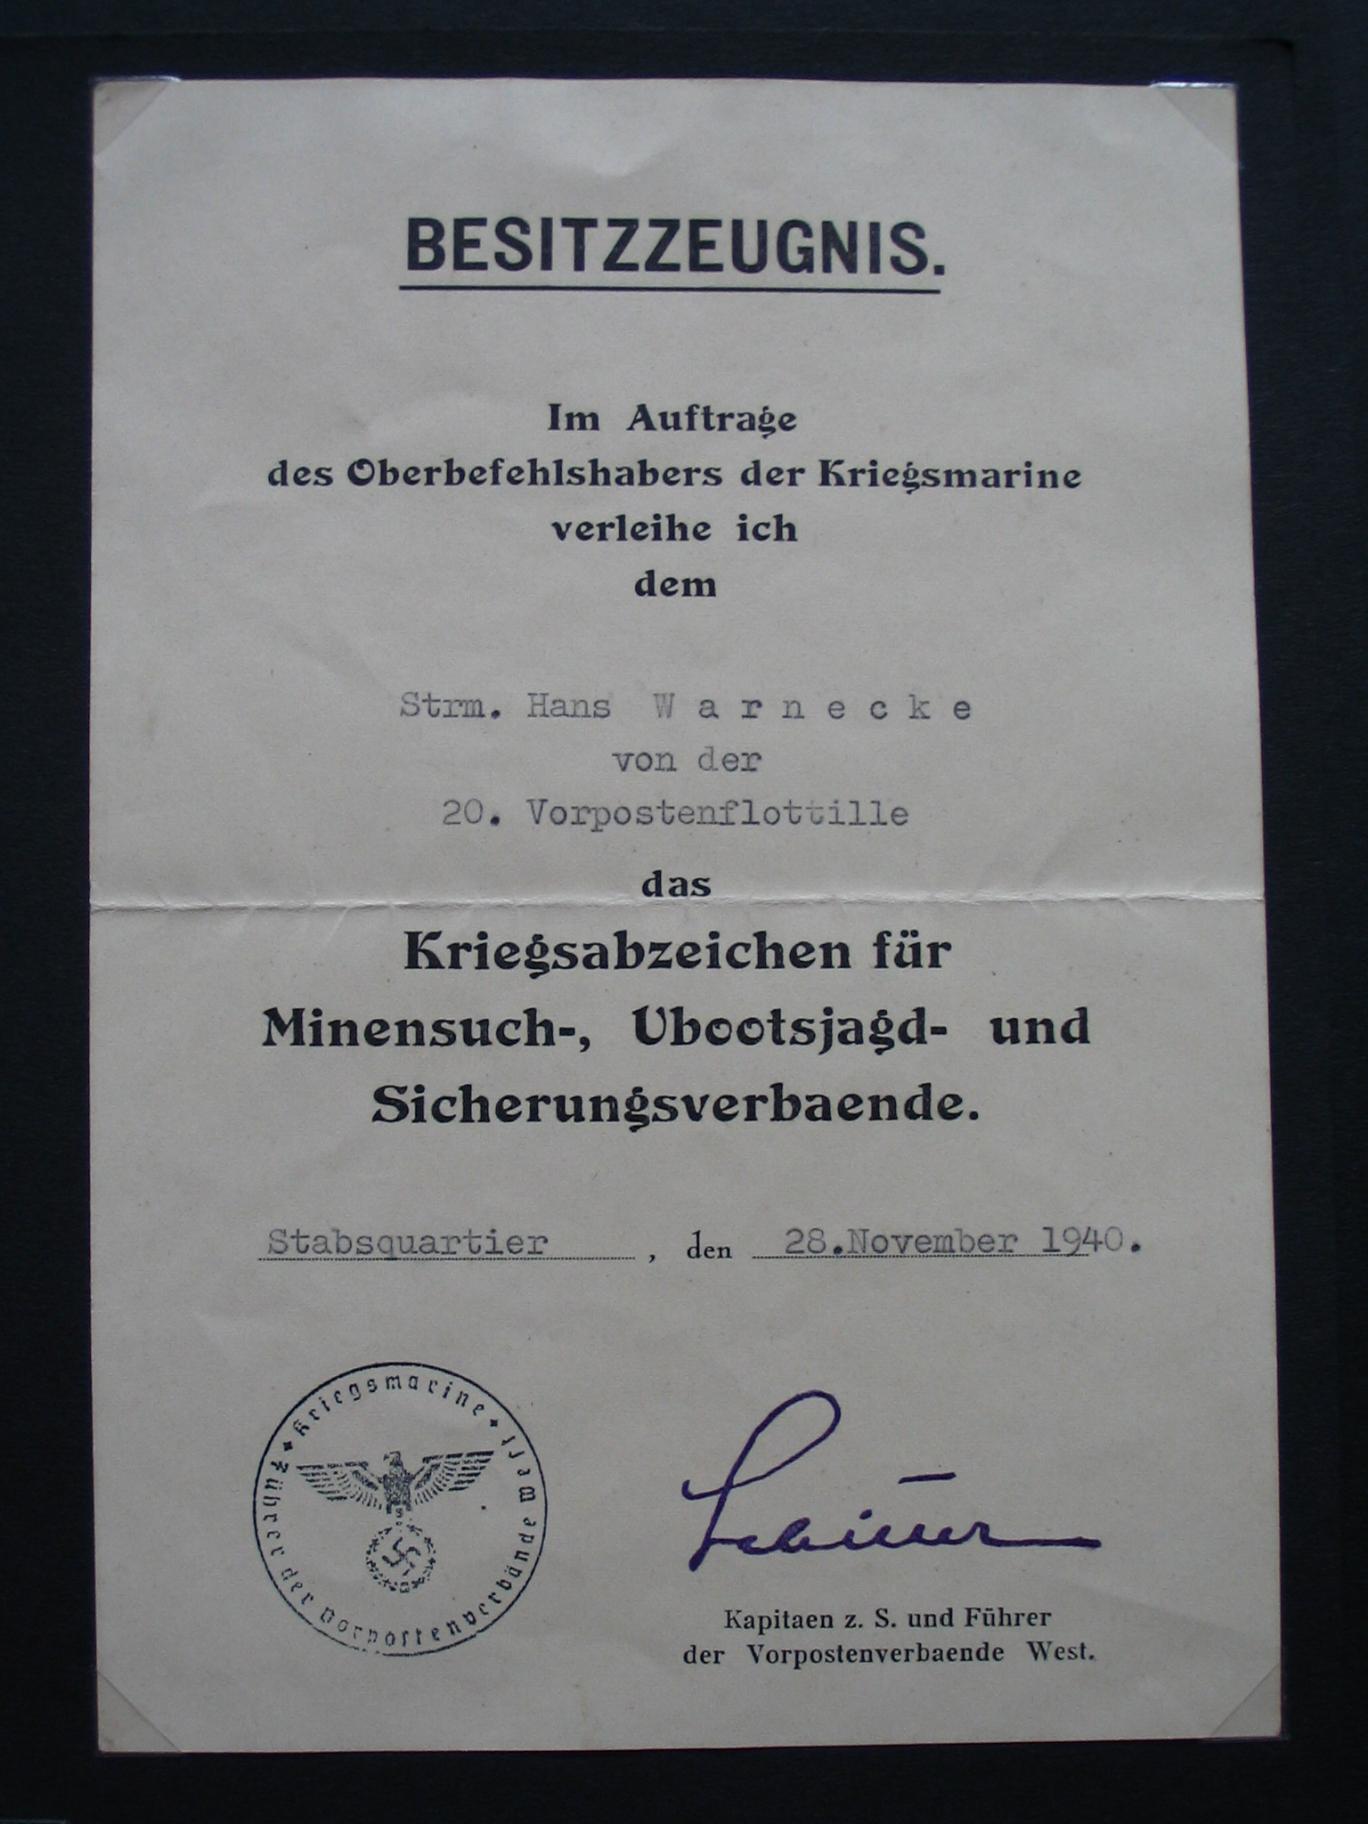 BESITZZEUGNIS.
Im Auftrage
des Oberbefehlshabers der Kriegsmarine
verleihe ich
dem
Strm. Hans Warnecke
von der
20. Vorpostenflottille
das
Kriegsabzeichen für
Minensuch-, Ubootsjagd- und
Sicherungsverbaende.
Stabsquartier, den 28.November 1940.
Kriegsmarine
Führer der Vorpostenverbände West
Kapitaen z. S. und Führer
der Vorpostenverbaende West.